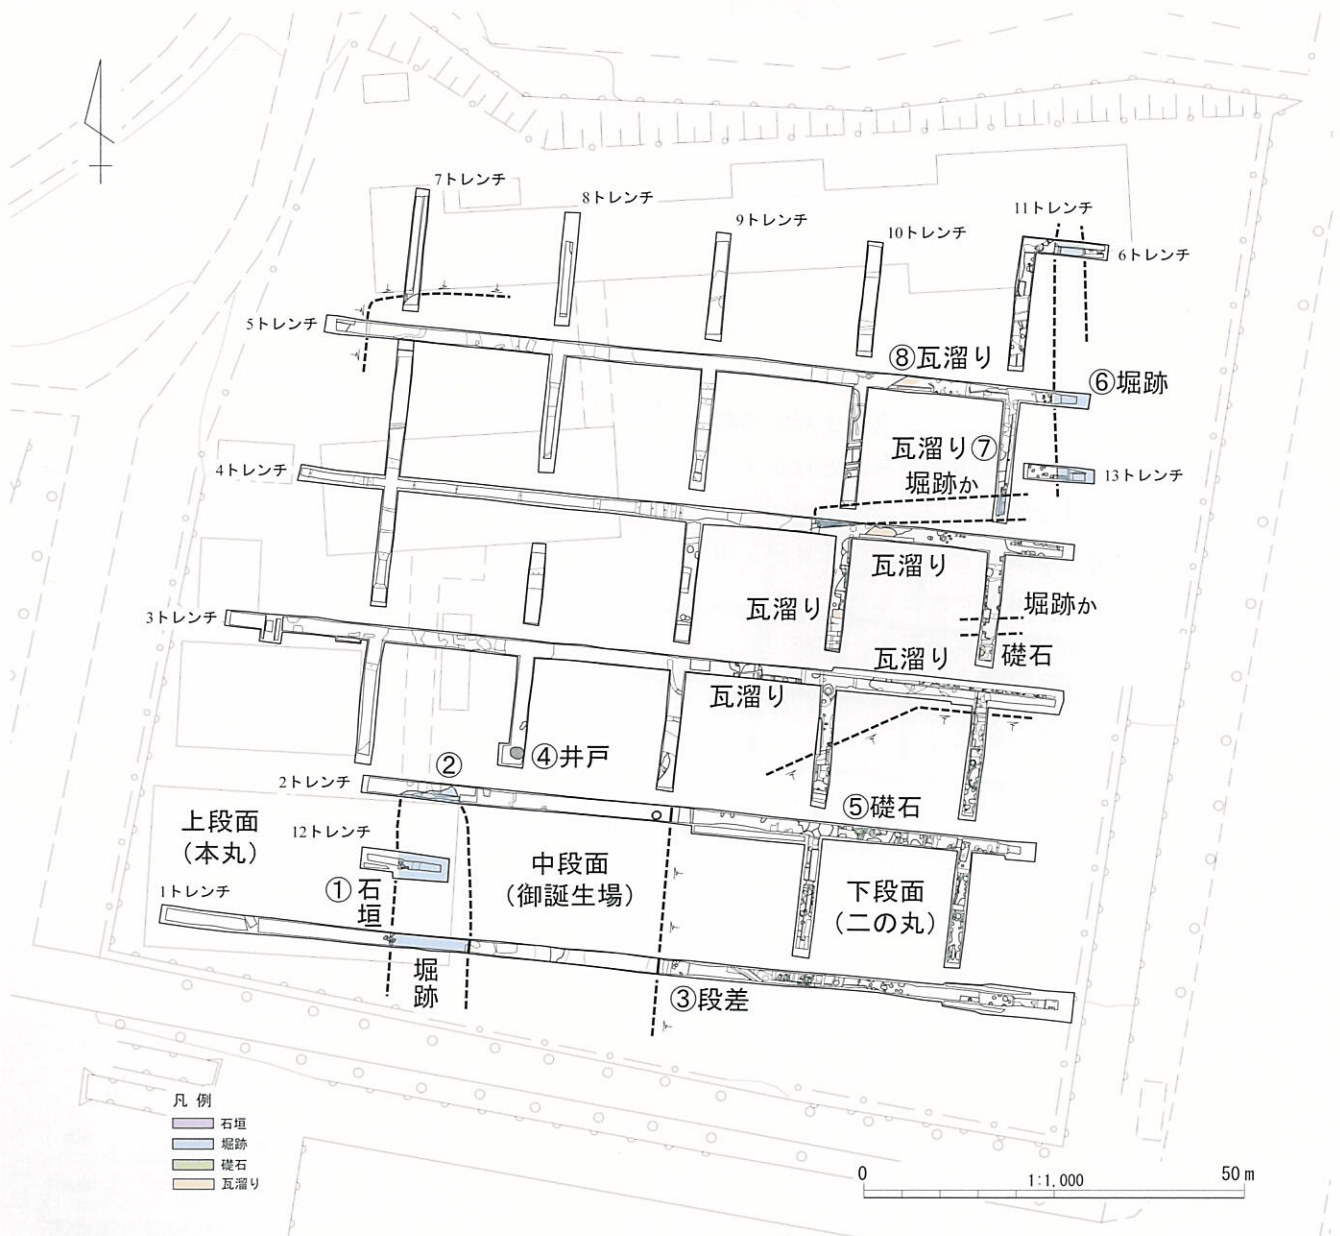 7トレンチ
8トレンチ
9トレンチ
10トレンチ
11トレンチ
6トレンチ
5トレンチ
⑧瓦溜り
⑥堀跡
瓦溜り⑦
堀跡か
4トレンチ
13トレンチ
瓦溜り
瓦溜り
堀跡か
3トレンチ
瓦溜り
礎石
瓦溜り
②
④井戸
2トレンチ
⑤礎石
上段面
(本丸)
12トレンチ
中段面
(御誕生場)
下段面
(二の丸)
①石
垣
1トレンチ
堀
跡
③段差
凡 例
石垣
堀跡
礎石
瓦溜り
0
1:1,000
50 m